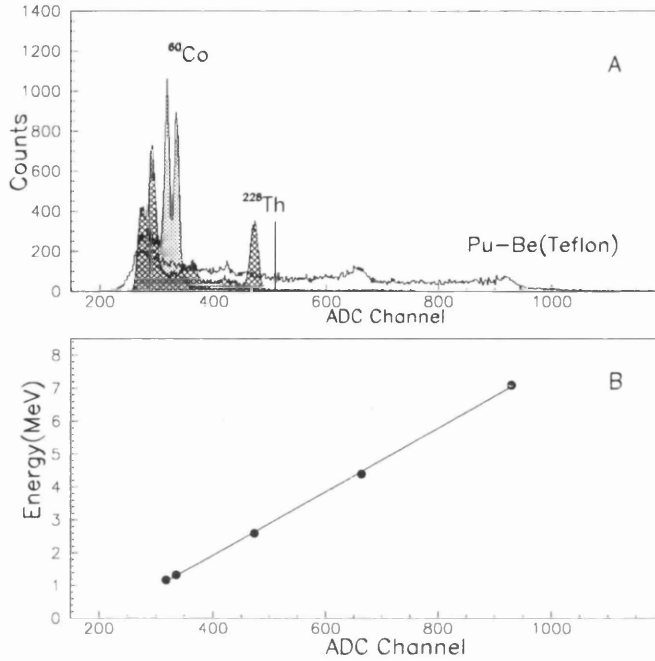 1400
1200
1000
800
600
400
200
0
Counts
⁶⁰Co
²²⁸Th
A
Pu-Be(Teflon)
200 400 600 800 1000
ADC Channel
8
7
6
5
4
3
2
1
0
Energy(MeV)
B
200 400 600 800 1000
ADC Channel